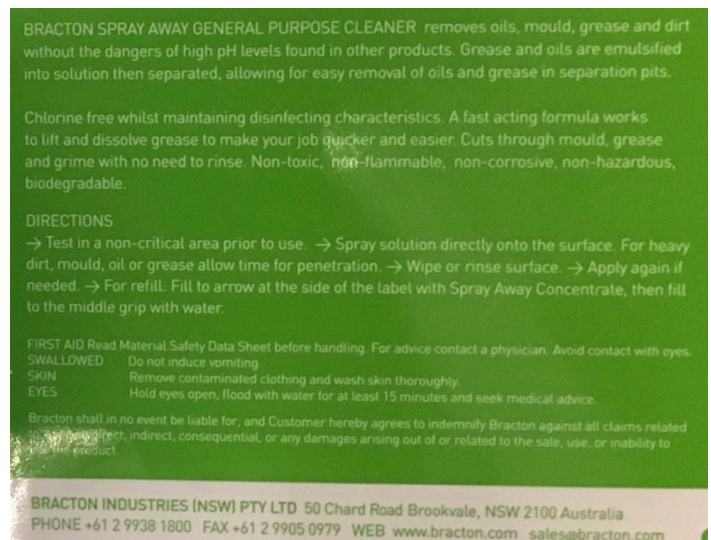 BRACTON SPRAY AWAY GENERAL PURPOSE CLEANER removes oils, mould, grease and dirt
without the dangers of high pH levels found in other products. Grease and oils are emulsified
into solution then separated, allowing for easy removal of oils and grease in separation pits.
Chlorine free whilst maintaining disinfecting characteristics. A fast acting formula works
to lift and dissolve grease to make your job quicker and easier. Cuts through mould, grease
and grime with no need to rinse. Non-toxic, non-flammable, non-corrosive, non-hazardous,
biodegradable.
DIRECTIONS
→ Test in a non-critical area prior to use. → Spray solution directly onto the surface. For heavy
dirt, mould, oil or grease allow time for penetration. → Wipe or rinse surface. → Apply again if
needed. → For refill: Fill to arrow at the side of the label with Spray Away Concentrate, then fill
to the middle grip with water.
FIRST AID Read Material Safety Data Sheet before handling. For advice contact a physician. Avoid contact with eyes.
SWALLOWED Do not induce vomiting.
SKIN Remove contaminated clothing and wash skin thoroughly.
EYES Hold eyes open, flood with water for at least 15 minutes and seek medical advice.
Bracton shall in no event be liable for, and Customer hereby agrees to indemnify Bracton against all claims related
indirect, consequential, or any damages arising out of or related to the sale, use, or inability to
product.
BRACTON INDUSTRIES (NSW) PTY LTD 50 Chard Road Brookvale, NSW 2100 Australia
PHONE +61 2 9938 1800 FAX +61 2 9905 0979 WEB www.bracton.com sales@bracton.com